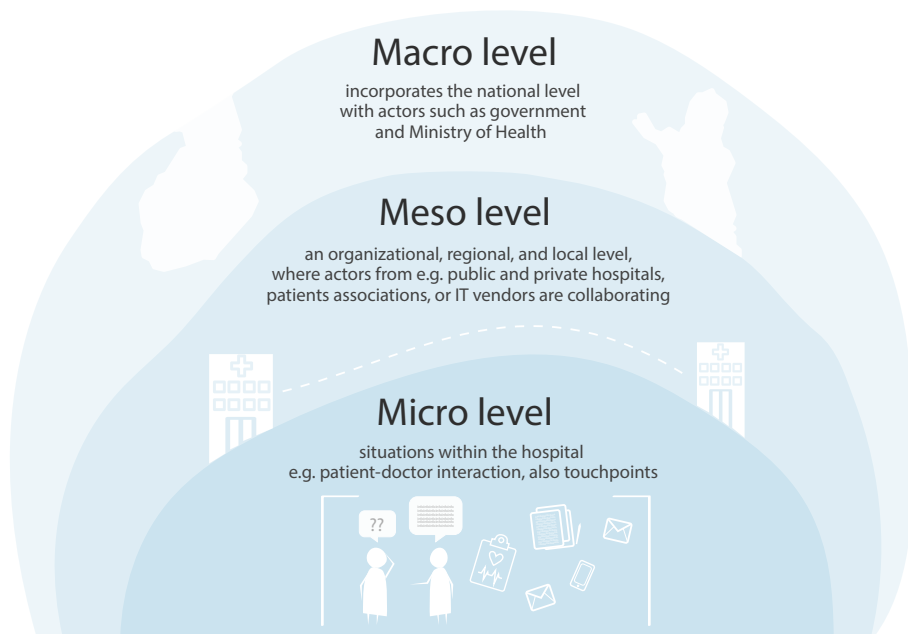 Macro level
incorporates the national level
with actors such as government
and Ministry of Health
Meso level
an organizational, regional, and local level,
where actors from e.g. public and private hospitals,
patients associations, or IT vendors are collaborating
Micro level
situations within the hospital
e.g. patient-doctor interaction, also touchpoints
??